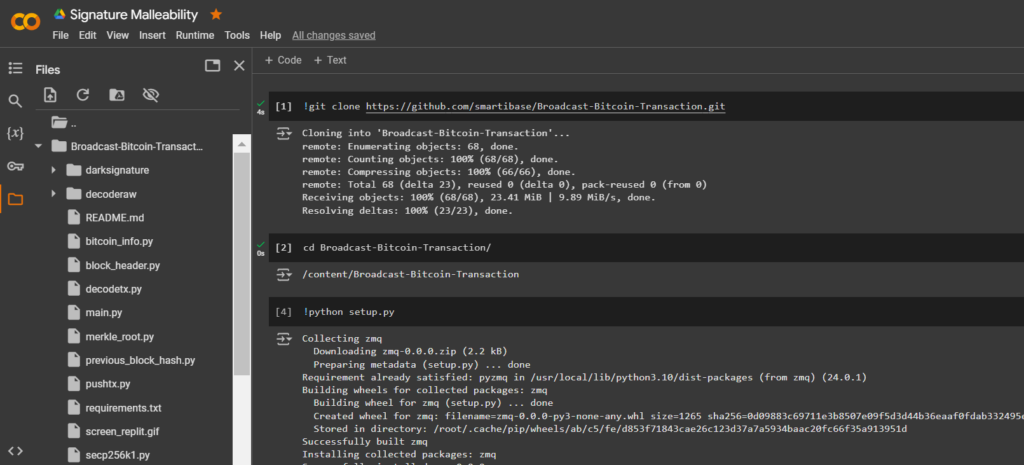 Signature Malleability
File Edit View Insert Runtime Tools Help All changes saved
Files
+ Code + Text
..
Broadcast-Bitcoin-Transact...
darksignature
decoderaw
README.md
bitcoin_info.py
block_header.py
decodetx.py
main.py
merkle_root.py
previous_block_hash.py
pushtx.py
requirements.txt
screen_replit.gif
secp256k1.py
{x}
<>
4s
[1] !git clone https://github.com/smartibase/Broadcast-Bitcoin-Transaction.git
Cloning into 'Broadcast-Bitcoin-Transaction'...
remote: Enumerating objects: 68, done.
remote: Counting objects: 100% (68/68), done.
remote: Compressing objects: 100% (66/66), done.
remote: Total 68 (delta 23), reused 0 (delta 0), pack-reused 0 (from 0)
Receiving objects: 100% (68/68), 23.41 MiB | 9.89 MiB/s, done.
Resolving deltas: 100% (23/23), done.
0s
[2] cd Broadcast-Bitcoin-Transaction/
/content/Broadcast-Bitcoin-Transaction
[4] !python setup.py
Collecting zmq
Downloading zmq-0.0.0.zip (2.2 kB)
Preparing metadata (setup.py) ... done
Requirement already satisfied: pyzmq in /usr/local/lib/python3.10/dist-packages (from zmq) (24.0.1)
Building wheels for collected packages: zmq
Building wheel for zmq (setup.py) ... done
Created wheel for zmq: filename=zmq-0.0.0-py3-none-any.whl size=1265 sha256=0d09883c69711e3b8507e09f5d3d44b36eaaf0fdab332495
Stored in directory: /root/.cache/pip/wheels/ab/c5/fe/d853f71843cae26c123d37a7a5934baac20fc66f35a913951d
Successfully built zmq
Installing collected packages: zmq